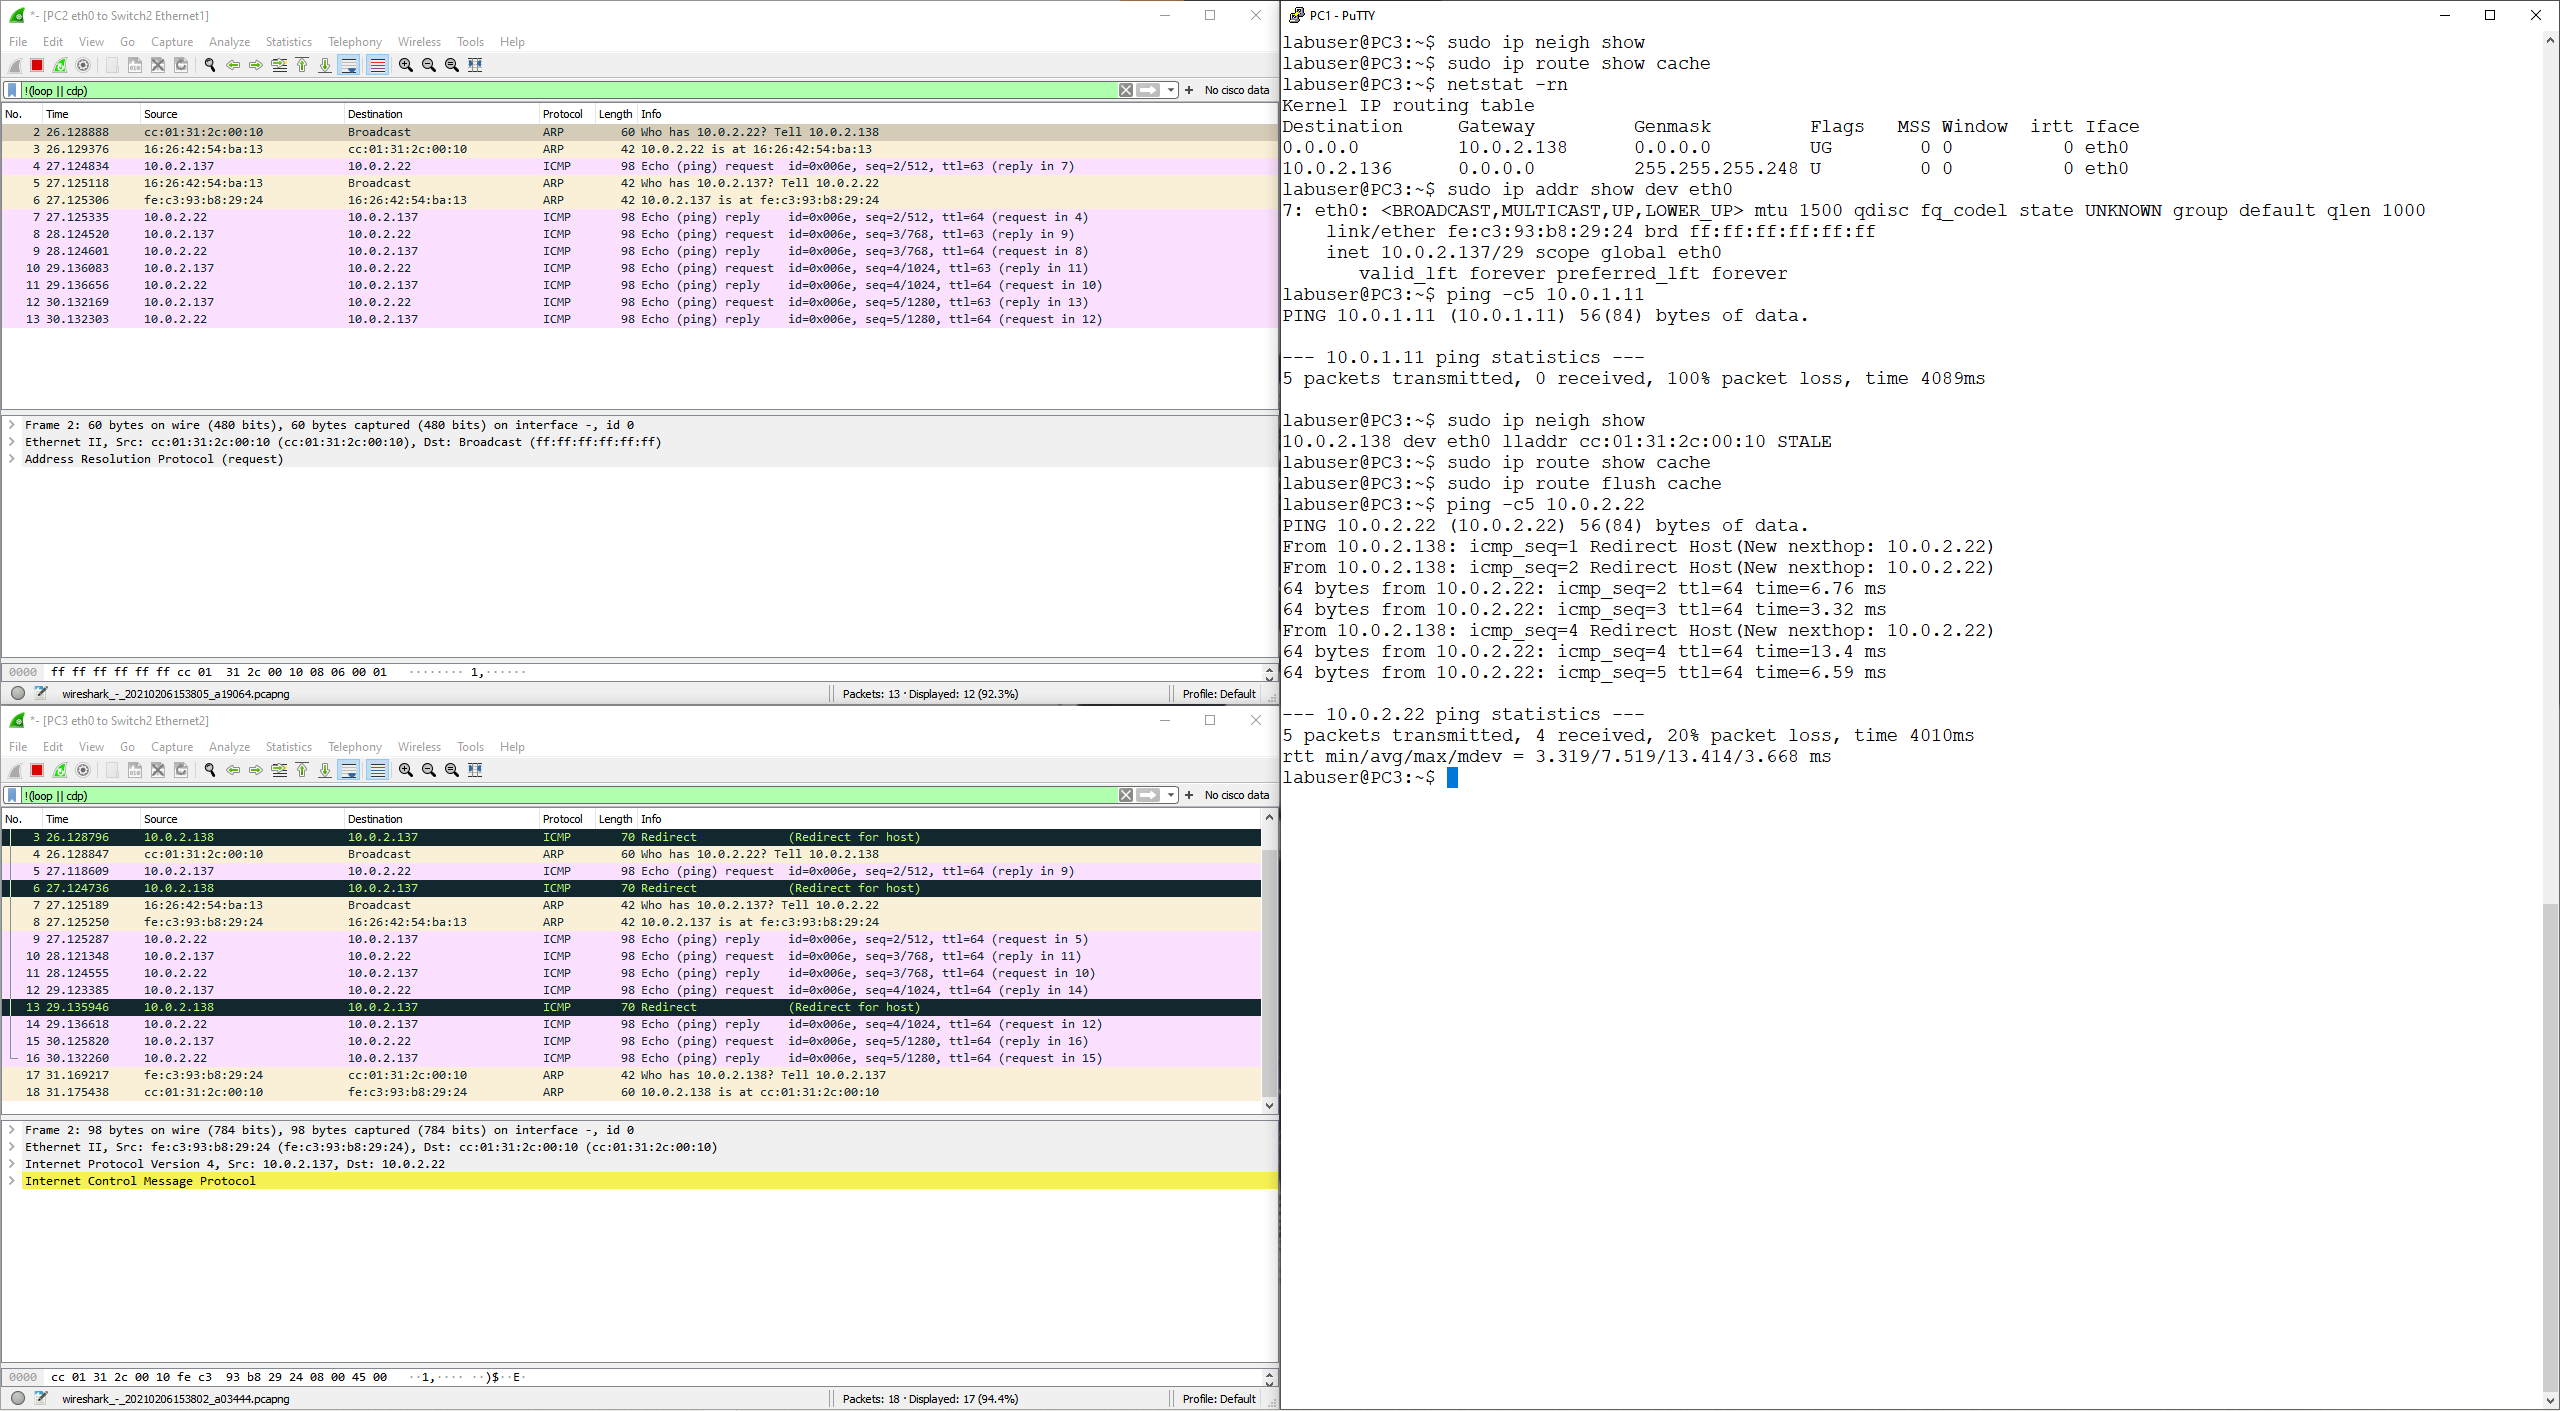 *- [PC2 eth0 to Switch2 Ethernet1]
File Edit View Go Capture Analyze Statistics Telephony Wireless Tools Help
!(loop || cdp) + No cisco data
No. Time Source Destination Protocol Length Info
2 26.128888 cc:01:31:2c:00:10 Broadcast ARP 60 Who has 10.0.2.22? Tell 10.0.2.138
3 26.129376 16:26:42:54:ba:13 cc:01:31:2c:00:10 ARP 42 10.0.2.22 is at 16:26:42:54:ba:13
4 27.124834 10.0.2.137 10.0.2.22 ICMP 98 Echo (ping) request id=0x006e, seq=2/512, ttl=63 (reply in 7)
5 27.125118 16:26:42:54:ba:13 Broadcast ARP 42 Who has 10.0.2.137? Tell 10.0.2.22
6 27.125306 fe:c3:93:b8:29:24 16:26:42:54:ba:13 ARP 42 10.0.2.137 is at fe:c3:93:b8:29:24
7 27.125335 10.0.2.22 10.0.2.137 ICMP 98 Echo (ping) reply id=0x006e, seq=2/512, ttl=64 (request in 4)
8 28.124520 10.0.2.137 10.0.2.22 ICMP 98 Echo (ping) request id=0x006e, seq=3/768, ttl=63 (reply in 9)
9 28.124601 10.0.2.22 10.0.2.137 ICMP 98 Echo (ping) reply id=0x006e, seq=3/768, ttl=64 (request in 8)
10 29.136083 10.0.2.137 10.0.2.22 ICMP 98 Echo (ping) request id=0x006e, seq=4/1024, ttl=63 (reply in 11)
11 29.136656 10.0.2.22 10.0.2.137 ICMP 98 Echo (ping) reply id=0x006e, seq=4/1024, ttl=64 (request in 10)
12 30.132169 10.0.2.137 10.0.2.22 ICMP 98 Echo (ping) request id=0x006e, seq=5/1280, ttl=63 (reply in 13)
13 30.132303 10.0.2.22 10.0.2.137 ICMP 98 Echo (ping) reply id=0x006e, seq=5/1280, ttl=64 (request in 12)
Frame 2: 60 bytes on wire (480 bits), 60 bytes captured (480 bits) on interface -, id 0
Ethernet II, Src: cc:01:31:2c:00:10 (cc:01:31:2c:00:10), Dst: Broadcast (ff:ff:ff:ff:ff:ff)
Address Resolution Protocol (request)
0000 ff ff ff ff ff ff cc 01 31 2c 00 10 08 06 00 01 ········ 1,······
wireshark_-_20210206153805_a19064.pcapng Packets: 13 · Displayed: 12 (92.3%) Profile: Default
*- [PC3 eth0 to Switch2 Ethernet2]
File Edit View Go Capture Analyze Statistics Telephony Wireless Tools Help
!(loop || cdp) + No cisco data
No. Time Source Destination Protocol Length Info
3 26.128796 10.0.2.138 10.0.2.137 ICMP 70 Redirect (Redirect for host)
4 26.128847 cc:01:31:2c:00:10 Broadcast ARP 60 Who has 10.0.2.22? Tell 10.0.2.138
5 27.118609 10.0.2.137 10.0.2.22 ICMP 98 Echo (ping) request id=0x006e, seq=2/512, ttl=64 (reply in 9)
6 27.124736 10.0.2.138 10.0.2.137 ICMP 70 Redirect (Redirect for host)
7 27.125189 16:26:42:54:ba:13 Broadcast ARP 42 Who has 10.0.2.137? Tell 10.0.2.22
8 27.125250 fe:c3:93:b8:29:24 16:26:42:54:ba:13 ARP 42 10.0.2.137 is at fe:c3:93:b8:29:24
9 27.125287 10.0.2.22 10.0.2.137 ICMP 98 Echo (ping) reply id=0x006e, seq=2/512, ttl=64 (request in 5)
10 28.121348 10.0.2.137 10.0.2.22 ICMP 98 Echo (ping) request id=0x006e, seq=3/768, ttl=64 (reply in 11)
11 28.124555 10.0.2.22 10.0.2.137 ICMP 98 Echo (ping) reply id=0x006e, seq=3/768, ttl=64 (request in 10)
12 29.123385 10.0.2.137 10.0.2.22 ICMP 98 Echo (ping) request id=0x006e, seq=4/1024, ttl=64 (reply in 14)
13 29.135946 10.0.2.138 10.0.2.137 ICMP 70 Redirect (Redirect for host)
14 29.136618 10.0.2.22 10.0.2.137 ICMP 98 Echo (ping) reply id=0x006e, seq=4/1024, ttl=64 (request in 12)
15 30.125820 10.0.2.137 10.0.2.22 ICMP 98 Echo (ping) request id=0x006e, seq=5/1280, ttl=64 (reply in 16)
16 30.132260 10.0.2.22 10.0.2.137 ICMP 98 Echo (ping) reply id=0x006e, seq=5/1280, ttl=64 (request in 15)
17 31.169217 fe:c3:93:b8:29:24 cc:01:31:2c:00:10 ARP 42 Who has 10.0.2.138? Tell 10.0.2.137
18 31.175438 cc:01:31:2c:00:10 fe:c3:93:b8:29:24 ARP 60 10.0.2.138 is at cc:01:31:2c:00:10
Frame 2: 98 bytes on wire (784 bits), 98 bytes captured (784 bits) on interface -, id 0
Ethernet II, Src: fe:c3:93:b8:29:24 (fe:c3:93:b8:29:24), Dst: cc:01:31:2c:00:10 (cc:01:31:2c:00:10)
Internet Protocol Version 4, Src: 10.0.2.137, Dst: 10.0.2.22
Internet Control Message Protocol
0000 cc 01 31 2c 00 10 fe c3 93 b8 29 24 08 00 45 00 ··1,···· ··)$··E·
wireshark_-_20210206153802_a03444.pcapng Packets: 18 · Displayed: 17 (94.4%) Profile: Default
PC1 - PuTTY
labuser@PC3:~$ sudo ip neigh show
labuser@PC3:~$ sudo ip route show cache
labuser@PC3:~$ netstat -rn
Kernel IP routing table
Destination Gateway Genmask Flags MSS Window irtt Iface
0.0.0.0 10.0.2.138 0.0.0.0 UG 0 0 0 eth0
10.0.2.136 0.0.0.0 255.255.255.248 U 0 0 0 eth0
labuser@PC3:~$ sudo ip addr show dev eth0
7: eth0: <BROADCAST,MULTICAST,UP,LOWER_UP> mtu 1500 qdisc fq_codel state UNKNOWN group default qlen 1000
link/ether fe:c3:93:b8:29:24 brd ff:ff:ff:ff:ff:ff
inet 10.0.2.137/29 scope global eth0
valid_lft forever preferred_lft forever
labuser@PC3:~$ ping -c5 10.0.1.11
PING 10.0.1.11 (10.0.1.11) 56(84) bytes of data.
--- 10.0.1.11 ping statistics ---
5 packets transmitted, 0 received, 100% packet loss, time 4089ms
labuser@PC3:~$ sudo ip neigh show
10.0.2.138 dev eth0 lladdr cc:01:31:2c:00:10 STALE
labuser@PC3:~$ sudo ip route show cache
labuser@PC3:~$ sudo ip route flush cache
labuser@PC3:~$ ping -c5 10.0.2.22
PING 10.0.2.22 (10.0.2.22) 56(84) bytes of data.
From 10.0.2.138: icmp_seq=1 Redirect Host(New nexthop: 10.0.2.22)
From 10.0.2.138: icmp_seq=2 Redirect Host(New nexthop: 10.0.2.22)
64 bytes from 10.0.2.22: icmp_seq=2 ttl=64 time=6.76 ms
64 bytes from 10.0.2.22: icmp_seq=3 ttl=64 time=3.32 ms
From 10.0.2.138: icmp_seq=4 Redirect Host(New nexthop: 10.0.2.22)
64 bytes from 10.0.2.22: icmp_seq=4 ttl=64 time=13.4 ms
64 bytes from 10.0.2.22: icmp_seq=5 ttl=64 time=6.59 ms
--- 10.0.2.22 ping statistics ---
5 packets transmitted, 4 received, 20% packet loss, time 4010ms
rtt min/avg/max/mdev = 3.319/7.519/13.414/3.668 ms
labuser@PC3:~$